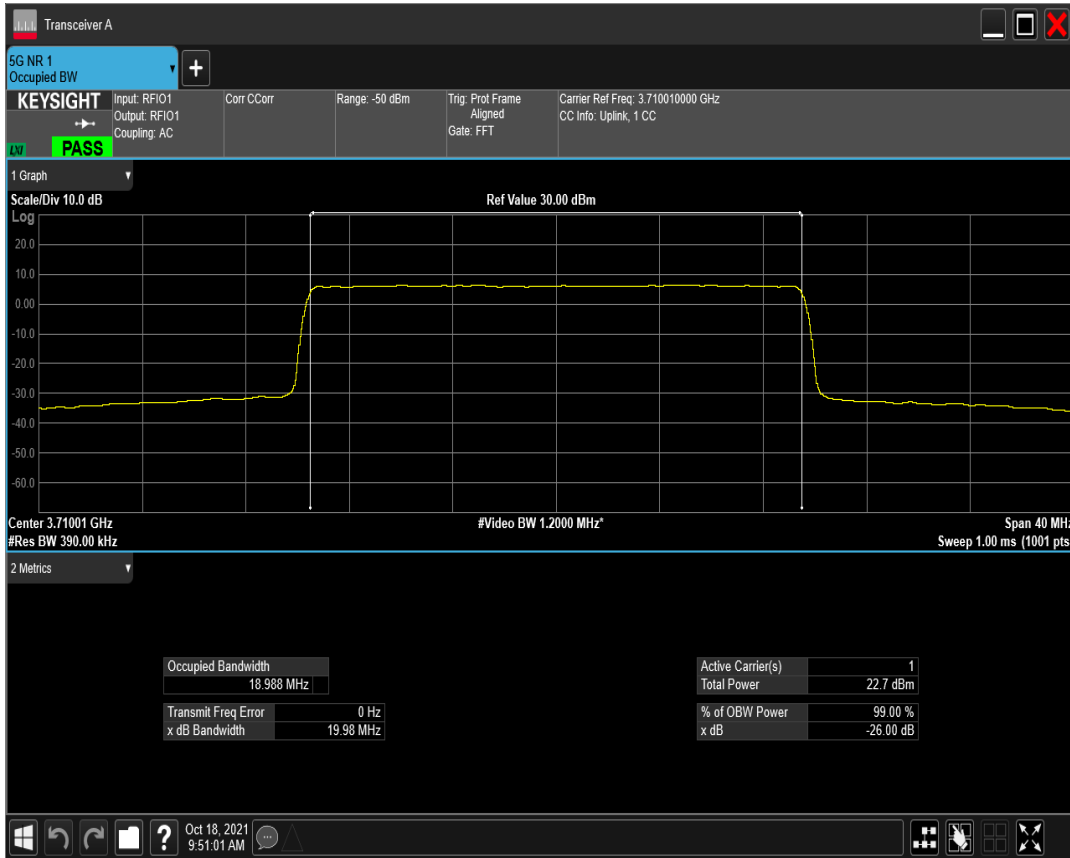 Transceiver A
5G NR 1
Occupied BW
KEYSIGHT
LXI
PASS
Input: RFIO1
Output: RFIO1
Coupling: AC
Corr CCorr
Range: -50 dBm
Trig: Prot Frame
Aligned
Gate: FFT
Carrier Ref Freq: 3.710010000 GHz
CC Info: Uplink, 1 CC
1 Graph
Scale/Div 10.0 dB
Ref Value 30.00 dBm
Log
20.0
10.0
0.00
-10.0
-20.0
-30.0
-40.0
-50.0
-60.0
Center 3.71001 GHz
#Video BW 1.2000 MHz*
Span 40 MHz
#Res BW 390.00 kHz
Sweep 1.00 ms (1001 pts
2 Metrics
Occupied Bandwidth
18.988 MHz
Transmit Freq Error 0 Hz
x dB Bandwidth 19.98 MHz
Active Carrier(s) 1
Total Power 22.7 dBm
% of OBW Power 99.00 %
x dB -26.00 dB
?
Oct 18, 2021
9:51:01 AM